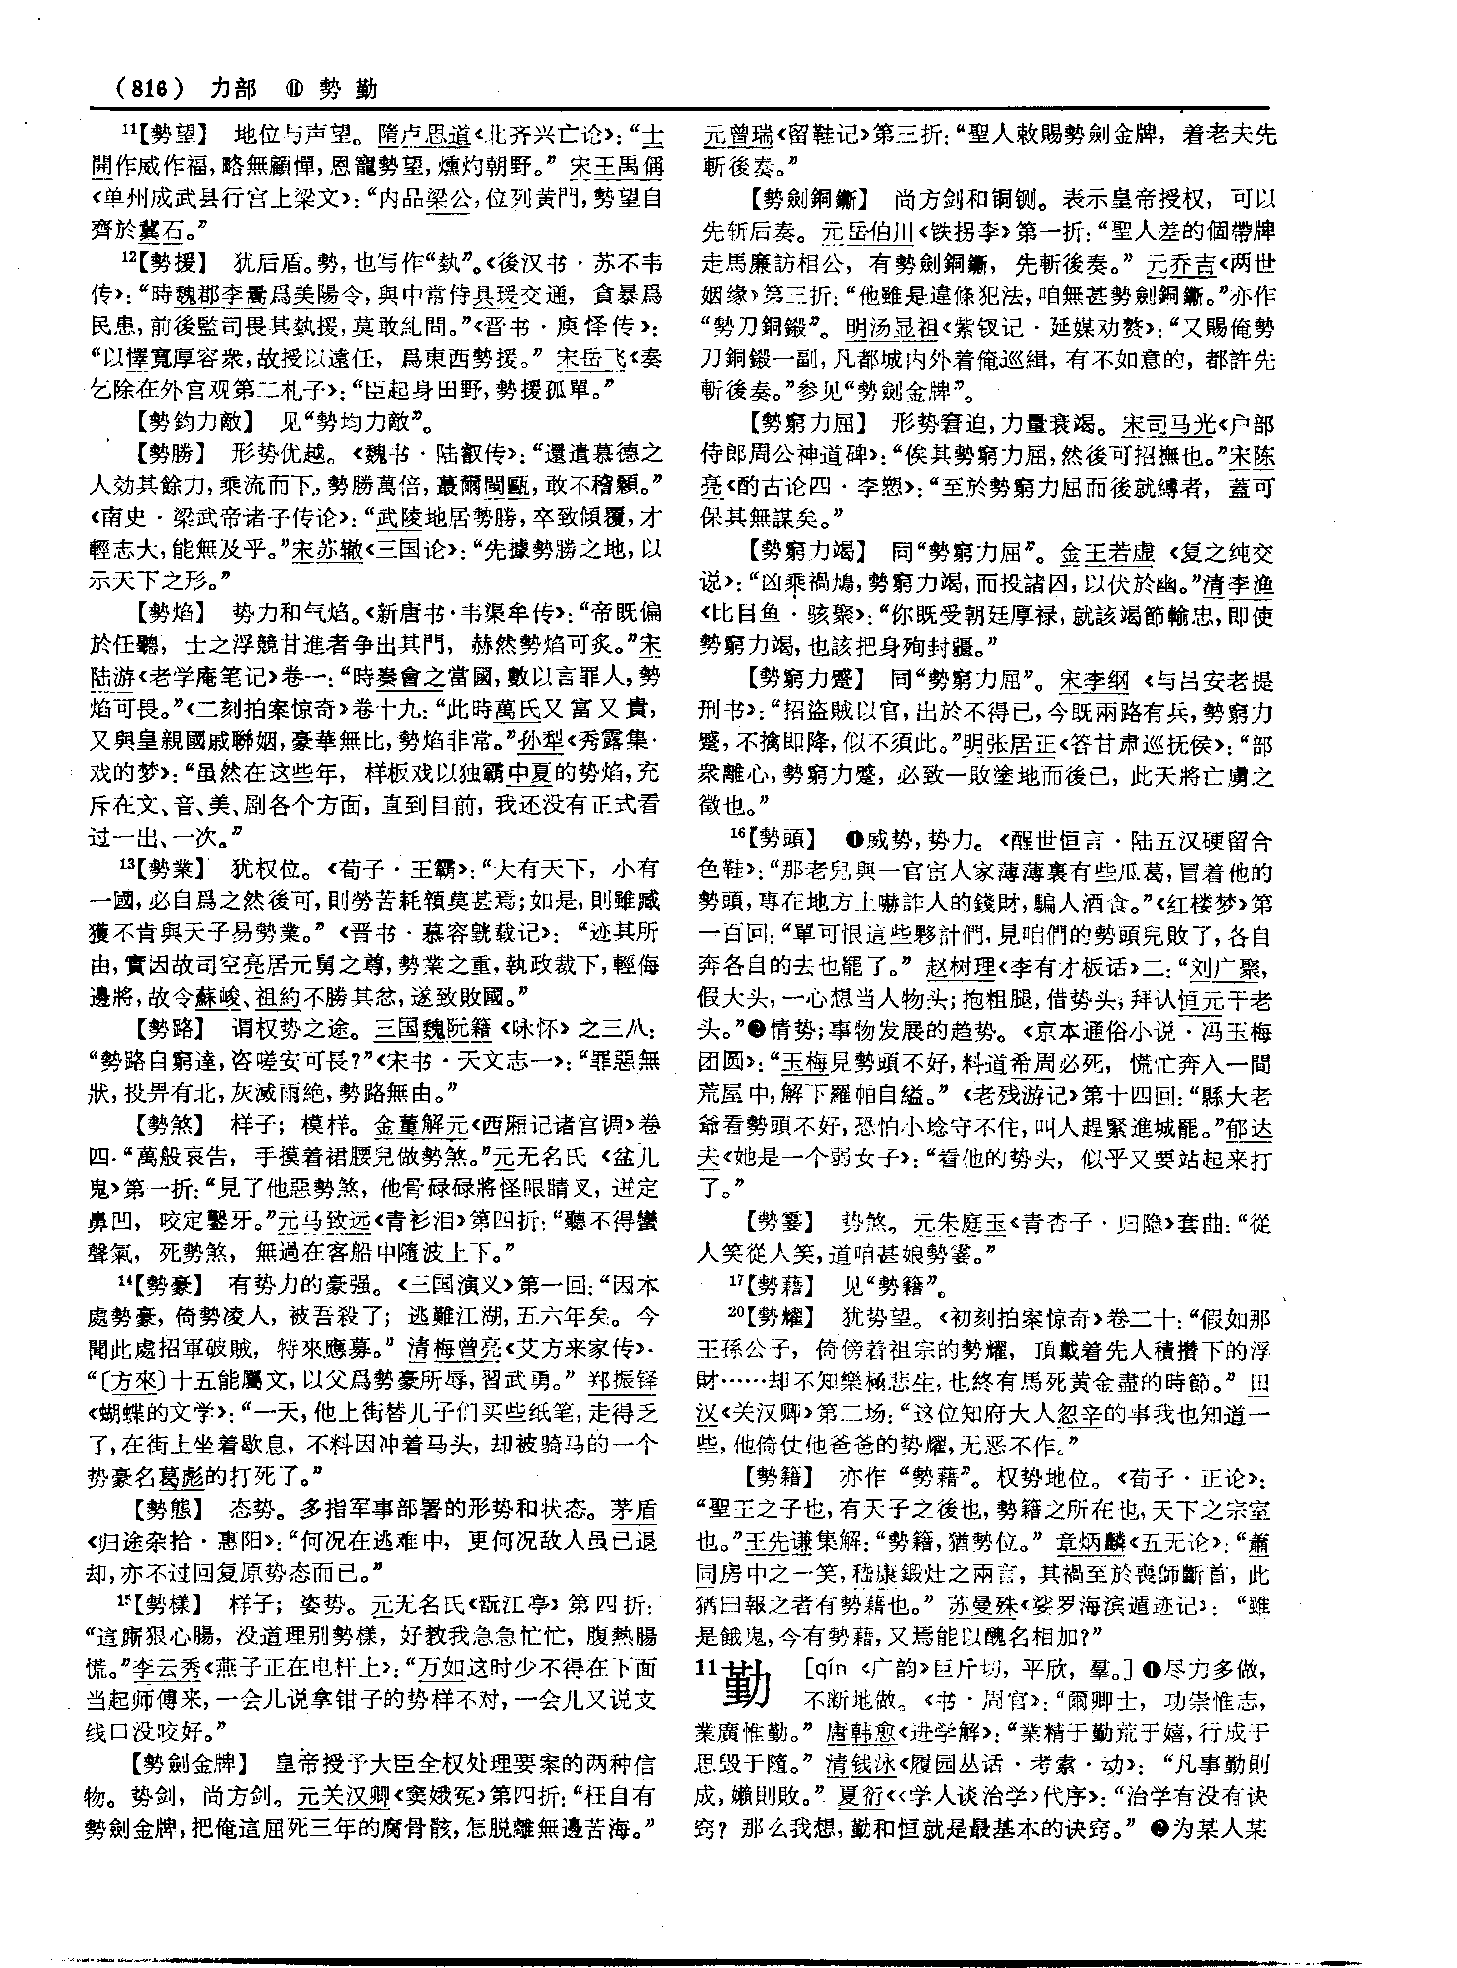 （816） 力部 ⑪ 勢勤
11【勢望】 地位与声望。隋卢思道《北齐兴亡论》：“士
開作威作福，略無顧憚，恩寵勢望，燻灼朝野。”宋王禹偁
《单州成武县行宫上梁文》：“内品梁公，位列黄門，勢望自
齊於冀石。”
12【勢援】 犹后盾。勢，也写作“埶”。《後汉书·苏不韦
传》：“時魏郡李暠爲美陽令，與中常侍具瑗交通，貪暴爲
民患，前後監司畏其埶援，莫敢糺問。”《晋书·庾怿传》：
“以懌寬厚容衆，故授以遠任，爲東西勢援。”宋岳飞《奏
乞除在外宫观第二札子》：“臣起身田野，勢援孤單。”
【勢鈞力敵】 见“勢均力敵”。
【勢勝】 形势优越。《魏书·陆叡传》：“還遺慕德之
人効其餘力，乘流而下，勢勝萬倍，蕞爾閩甌，敢不稽顙。”
《南史·梁武帝诸子传论》：“武陵地居勢勝，卒致傾覆，才
輕志大，能無及乎。”宋苏辙《三国论》：“先據勢勝之地，以
示天下之形。”
【勢焰】 势力和气焰。《新唐书·韦渠牟传》：“帝既偏
於任聽，士之浮競甘進者争出其門，赫然勢焰可炙。”宋
陆游《老学庵笔记》卷一：“時秦會之當國，數以言罪人，勢
焰可畏。”《二刻拍案惊奇》卷十九：“此時萬氏又富又貴，
又與皇親國戚聯姻，豪華無比，勢焰非常。”孙犁《秀露集·
戏的梦》：“虽然在这些年，样板戏以独霸中夏的势焰，充
斥在文、音、美、剧各个方面，直到目前，我还没有正式看
过一出、一次。”
13【勢業】 犹权位。《荀子·王霸》：“大有天下，小有
一國，必自爲之然後可，則勞苦耗顇莫甚焉；如是，則雖臧
獲不肯與天子易勢業。”《晋书·慕容皝载记》：“迹其所
由，實因故司空亮居元舅之尊，勢業之重，執政裁下，輕侮
邊將，故令蘇峻、祖約不勝其忿，遂致敗國。”
【勢路】 谓权势之途。三国魏阮籍《咏怀》之三八：
“勢路自窮達，咨嗟安可長？”《宋书·天文志一》：“罪惡無
狀，投畀有北，灰滅雨絶，勢路無由。”
【勢煞】 样子；模样。金董解元《西厢记诸宫调》卷
四：“萬般哀告，手摸着裙腰兒做勢煞。”元无名氏《盆儿
鬼》第一折：“見了他惡勢煞，他骨碌碌將怪眼睛叉，迸定
鼻凹，咬定鑿牙。”元马致远《青衫泪》第四折：“聽不得蠻
聲氣，死勢煞，無過在客船中隨波上下。”
14【勢豪】 有势力的豪强。《三国演义》第一回：“因本
處勢豪，倚勢凌人，被吾殺了；逃難江湖，五六年矣。今
聞此處招軍破賊，特來應募。”清梅曾亮《艾方来家传》：
“〔方來〕十五能屬文，以父爲勢豪所辱，習武勇。”郑振铎
《蝴蝶的文学》：“一天，他上街替儿子们买些纸笔，走得乏
了，在街上坐着歇息，不料因冲着马头，却被骑马的一个
势豪名葛彪的打死了。”
【勢態】 态势。多指军事部署的形势和状态。茅盾
《归途杂拾·惠阳》：“何况在逃难中，更何况敌人虽已退
却，亦不过回复原势态而已。”
15【勢樣】 样子；姿势。元无名氏《翫江亭》第四折：
“這厮狠心腸，没道理别勢樣，好教我急急忙忙，腹熱腸
慌。”李云秀《燕子正在电杆上》：“万如这时少不得在下面
当起师傅来，一会儿说拿钳子的势样不对，一会儿又说支
线口没咬好。”
【勢劍金牌】 皇帝授予大臣全权处理要案的两种信
物。势剑，尚方剑。元关汉卿《窦娥冤》第四折：“枉自有
勢劍金牌，把俺這屈死三年的腐骨骸，怎脱離無邊苦海。”
元曾瑞《留鞋记》第三折：“聖人敕賜勢劍金牌，着老夫先
斬後奏。”
【勢劍銅鍘】 尚方剑和铜铡。表示皇帝授权，可以
先斩后奏。元岳伯川《铁拐李》第一折：“聖人差的個帶牌
走馬廉訪相公，有勢劍銅鍘，先斬後奏。”元乔吉《两世
姻缘》第三折：“他雖是違條犯法，咱無甚勢劍銅鍘。”亦作
“勢刀銅鍛”。明汤显祖《紫钗记·延媒劝赘》：“又賜俺勢
刀銅鍛一副，凡都城内外着俺巡緝，有不如意的，都許先
斬後奏。”参见“勢劍金牌”。
【勢窮力屈】 形势窘迫，力量衰竭。宋司马光《户部
侍郎周公神道碑》：“俟其勢窮力屈，然後可招撫也。”宋陈
亮《酌古论四·李愬》：“至於勢窮力屈而後就縛者，蓋可
保其無謀矣。”
【勢窮力竭】 同“勢窮力屈”。金王若虚《复之纯交
说》：“凶乘禍鴆，勢窮力竭，而投諸囚，以伏於幽。”清李渔
《比目鱼·骇聚》：“你既受朝廷厚禄，就該竭節輸忠，即使
勢窮力竭，也該把身殉封疆。”
【勢窮力蹙】 同“勢窮力屈”。宋李纲《与吕安老提
刑书》：“招盜賊以官，出於不得已，今既兩路有兵，勢窮力
蹙，不擒即降，似不須此。”明张居正《答甘肃巡抚侯》：“部
衆離心，勢窮力蹙，必致一敗塗地而後已，此天將亡虜之
徵也。”
16【勢頭】 ❶威势，势力。《醒世恒言·陆五汉硬留合
色鞋》：“那老兒與一官宦人家薄薄裏有些瓜葛，冒着他的
勢頭，專在地方上嚇詐人的錢財，騙人酒食。”《红楼梦》第
一百回：“單可恨這些夥計們，見咱們的勢頭兒敗了，各自
奔各自的去也罷了。”赵树理《李有才板话》二：“刘广聚，
假大头，一心想当人物头；抱粗腿，借势头，拜认恒元干老
头。”❷情势；事物发展的趋势。《京本通俗小说·冯玉梅
团圆》：“玉梅見勢頭不好，料道希周必死，慌忙奔入一間
荒屋中，解下羅帕自縊。”《老残游记》第十四回：“縣大老
爺看勢頭不好，恐怕小埝守不住，叫人趕緊進城罷。”郁达
夫《她是一个弱女子》：“看他的势头，似乎又要站起来打
了。”
【勢霎】 势煞。元朱庭玉《青杏子·归隐》套曲：“從
人笑從人笑，道咱甚娘勢霎。”
17【勢藉】 见“勢籍”。
20【勢耀】 犹势望。《初刻拍案惊奇》卷二十：“假如那
王孫公子，倚傍着祖宗的勢耀，頂戴着先人積攢下的浮
財……却不知樂極悲生，也終有馬死黄金盡的時節。”田
汉《关汉卿》第二场：“这位知府大人忽辛的事我也知道一
些，他倚仗他爸爸的势耀，无恶不作。”
【勢籍】 亦作“勢藉”。权势地位。《荀子·正论》：
“聖王之子也，有天子之後也，勢籍之所在也，天下之宗室
也。”王先谦集解：“勢籍，猶勢位。”章炳麟《五无论》：“蕭
同房中之一笑，嵇康鍛灶之兩言，其禍至於喪師斷首，此
猶曰報之者有勢藉也。”苏曼殊《娑罗海滨遁迹记》：“雖
是餓鬼，今有勢藉，又焉能以醜名相加？”
11勤 〔qín《广韵》巨斤切，平欣，羣。〕❶尽力多做，
不断地做。《书·周官》：“爾卿士，功崇惟志，
業廣惟勤。”唐韩愈《进学解》：“業精于勤荒于嬉，行成于
思毁于隨。”清钱泳《履园丛话·考索·动》：“凡事勤則
成，嬾則敗。”夏衍《〈学人谈治学〉代序》：“治学有没有诀
窍？那么我想，勤和恒就是最基本的诀窍。”❷为某人某